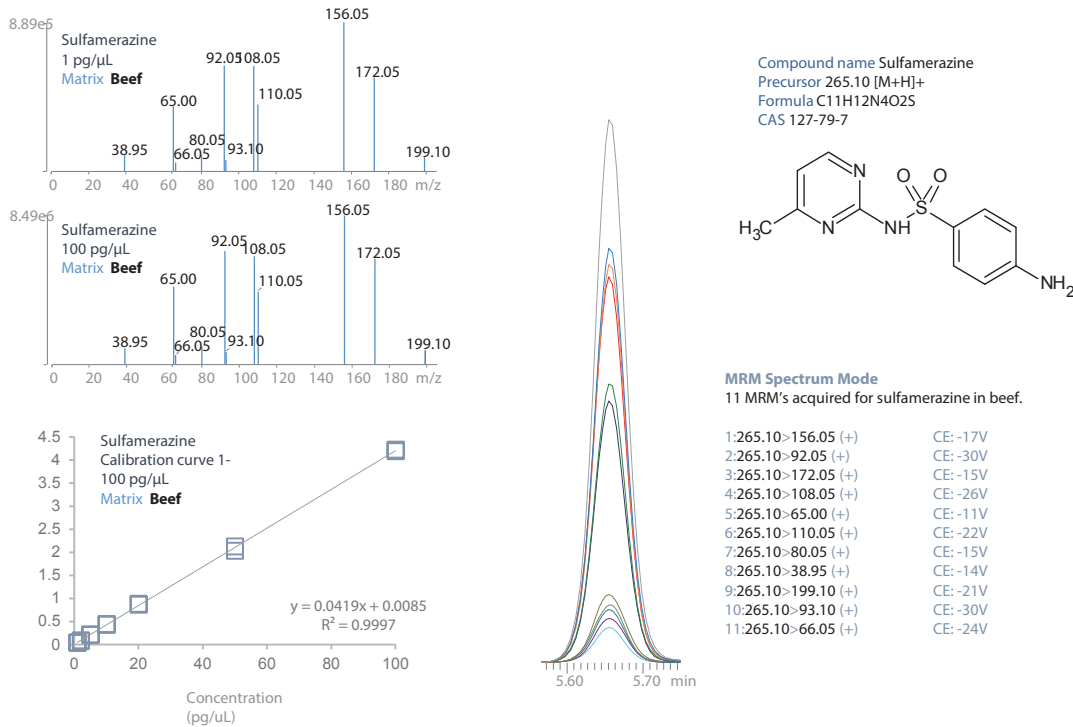 8.89e5
Sulfamerazine
1 pg/µL
Matrix Beef
156.05
92.05
108.05
172.05
110.05
65.00
80.05
93.10
38.95
66.05
199.10
0 20 40 60 80 100 120 140 160 180 m/z
8.49e6
Sulfamerazine
100 pg/µL
Matrix Beef
156.05
92.05
108.05
172.05
65.00
110.05
80.05
38.95
66.05
93.10
199.10
0 20 40 60 80 100 120 140 160 180 m/z
4.5
4
3.5
3
2.5
2
1.5
1
0.5
0
Sulfamerazine
Calibration curve 1-
100 pg/µL
Matrix Beef
y = 0.0419x + 0.0085
R² = 0.9997
0 20 40 60 80 100
Concentration
(pg/uL)
5.60 5.70 min
Compound name Sulfamerazine
Precursor 265.10 [M+H]+
Formula C11H12N4O2S
CAS 127-79-7
N
O O
S
H₃C
N
NH
NH₂
MRM Spectrum Mode
11 MRM's acquired for sulfamerazine in beef.
1:265.10>156.05 (+) CE: -17V
2:265.10>92.05 (+) CE: -30V
3:265.10>172.05 (+) CE: -15V
4:265.10>108.05 (+) CE: -26V
5:265.10>65.00 (+) CE: -11V
6:265.10>110.05 (+) CE: -22V
7:265.10>80.05 (+) CE: -15V
8:265.10>38.95 (+) CE: -14V
9:265.10>199.10 (+) CE: -21V
10:265.10>93.10 (+) CE: -30V
11:265.10>66.05 (+) CE: -24V